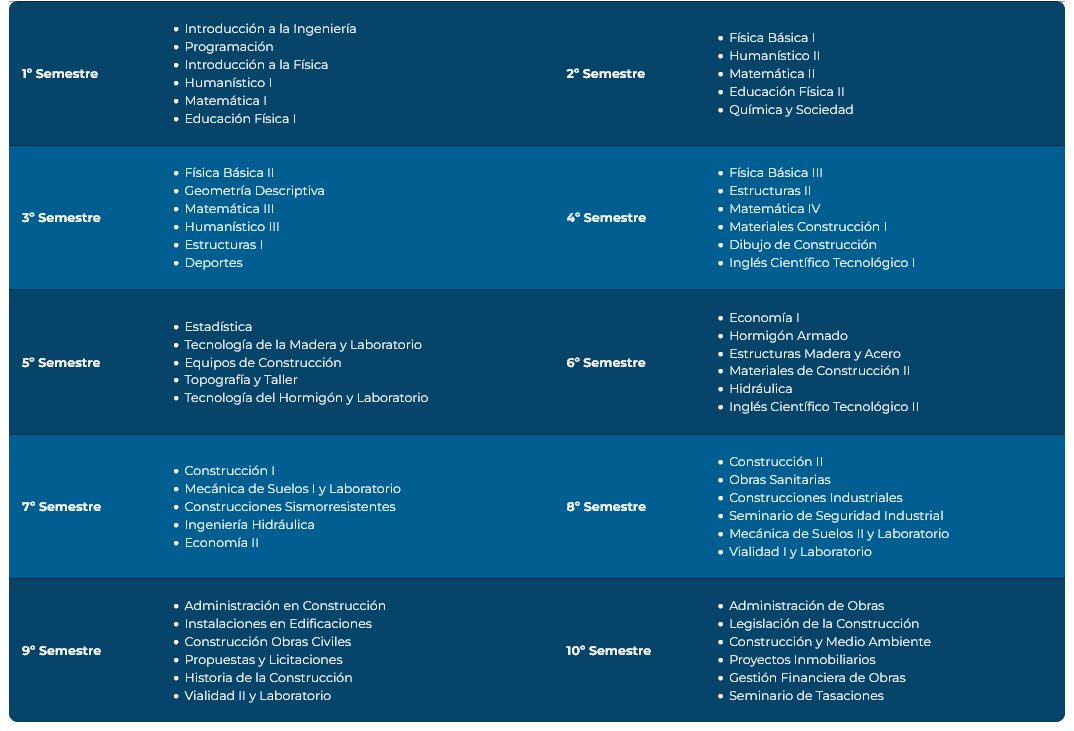 1º Semestre
• Introducción a la Ingeniería
• Programación
• Introducción a la Física
• Humanístico I
• Matemática I
• Educación Física I
2º Semestre
• Física Básica I
• Humanístico II
• Matemática II
• Educación Física II
• Química y Sociedad
3º Semestre
• Física Básica II
• Geometría Descriptiva
• Matemática III
• Humanístico III
• Estructuras I
• Deportes
4º Semestre
• Física Básica III
• Estructuras II
• Matemática IV
• Materiales Construcción I
• Dibujo de Construcción
• Inglés Científico Tecnológico I
5º Semestre
• Estadística
• Tecnología de la Madera y Laboratorio
• Equipos de Construcción
• Topografía y Taller
• Tecnología del Hormigón y Laboratorio
6º Semestre
• Economía I
• Hormigón Armado
• Estructuras Madera y Acero
• Materiales de Construcción II
• Hidráulica
• Inglés Científico Tecnológico II
7º Semestre
• Construcción I
• Mecánica de Suelos I y Laboratorio
• Construcciones Sismorresistentes
• Ingeniería Hidráulica
• Economía II
8º Semestre
• Construcción II
• Obras Sanitarias
• Construcciones Industriales
• Seminario de Seguridad Industrial
• Mecánica de Suelos II y Laboratorio
• Vialidad I y Laboratorio
9º Semestre
• Administración en Construcción
• Instalaciones en Edificaciones
• Construcción Obras Civiles
• Propuestas y Licitaciones
• Historia de la Construcción
• Vialidad II y Laboratorio
10º Semestre
• Administración de Obras
• Legislación de la Construcción
• Construcción y Medio Ambiente
• Proyectos Inmobiliarios
• Gestión Financiera de Obras
• Seminario de Tasaciones